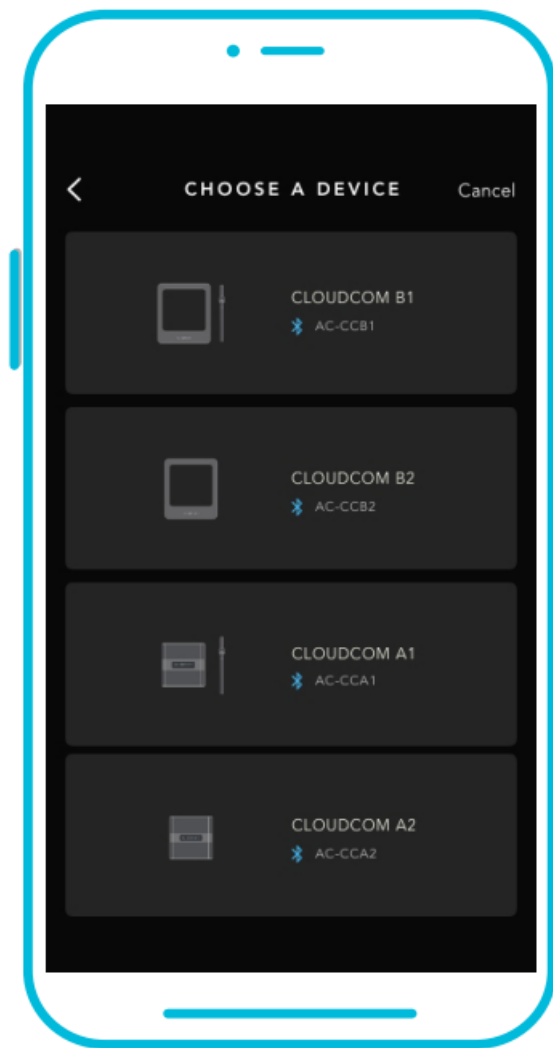 CHOOSE A DEVICE
Cancel
CLOUDCOM B1
AC-CCB1
CLOUDCOM B2
AC-CCB2
CLOUDCOM A1
AC-CCA1
CLOUDCOM A2
AC-CCA2